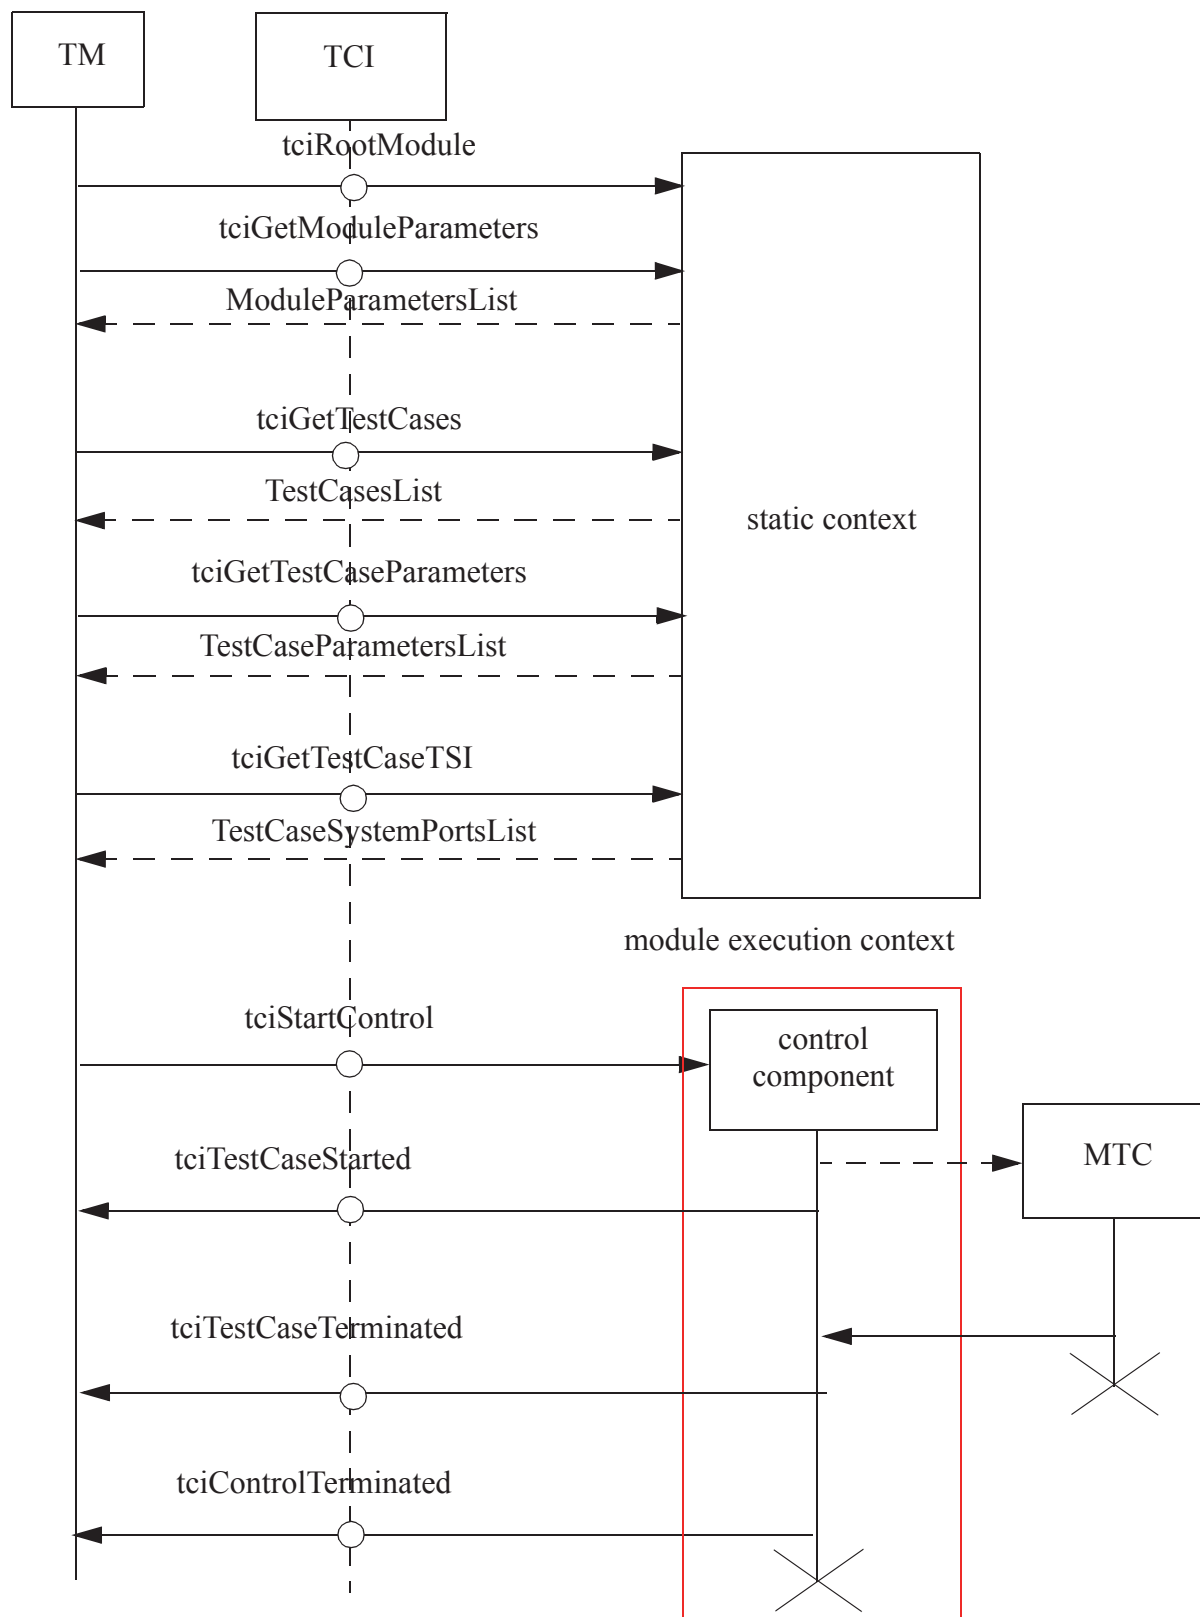 TM
TCI
tciRootModule
tciGetModuleParameters
ModuleParametersList
tciGetTestCases
TestCasesList
static context
tciGetTestCaseParameters
TestCaseParametersList
tciGetTestCaseTSI
TestCaseSystemPortsList
module execution context
tciStartControl
control
component
tciTestCaseStarted
MTC
tciTestCaseTerminated
tciControlTerminated